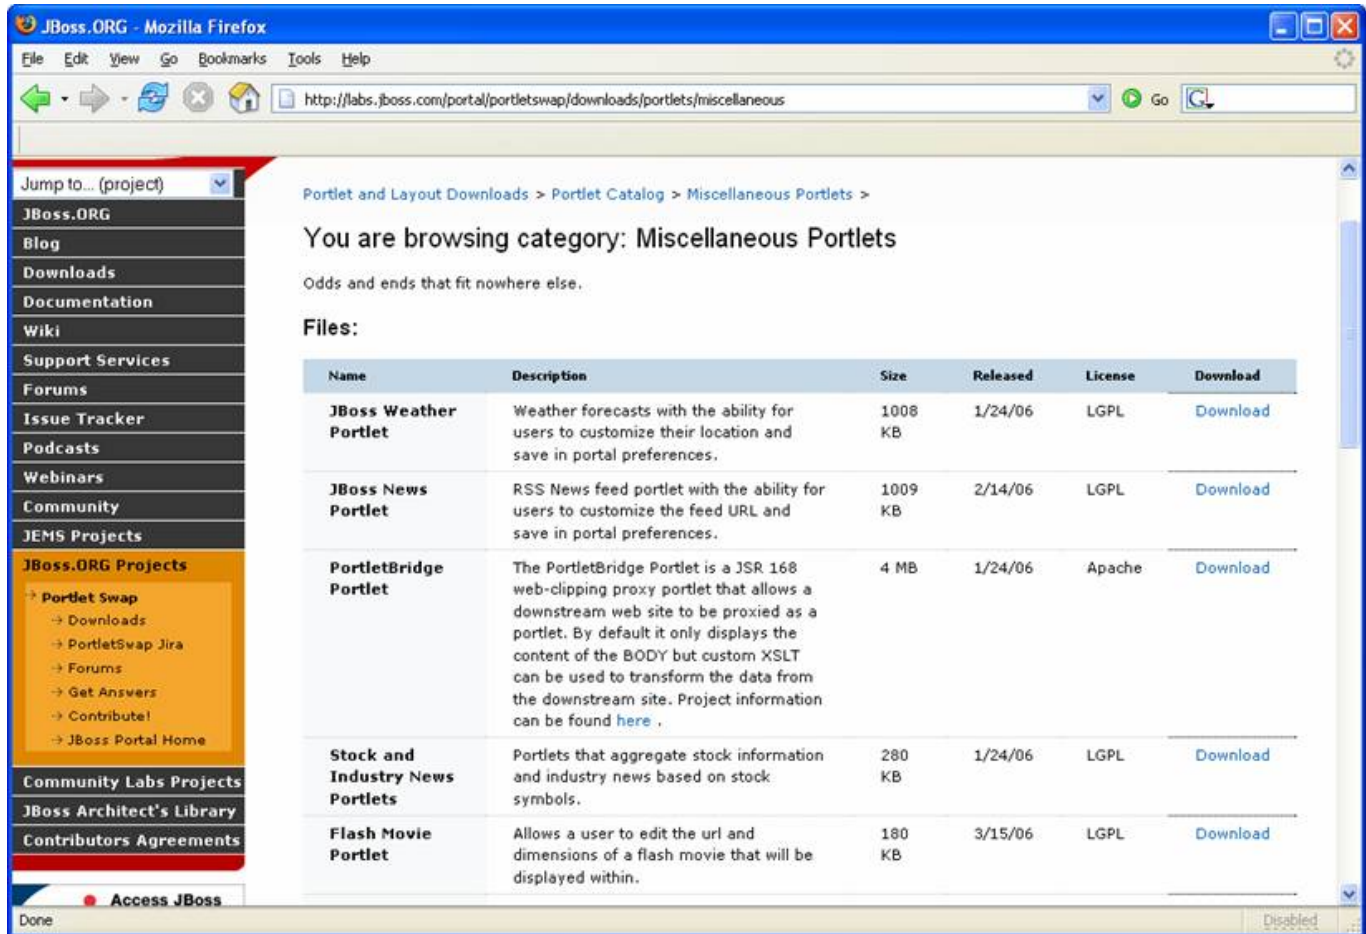 JBoss.ORG - Mozilla Firefox
File Edit View Go Bookmarks Tools Help
http://labs.jboss.com/portal/portletswap/downloads/portlets/miscellaneous
Go
G
Jump to... (project)
JBoss.ORG
Blog
Downloads
Documentation
Wiki
Support Services
Forums
Issue Tracker
Podcasts
Webinars
Community
JEMS Projects
JBoss.ORG Projects
Portlet Swap
Downloads
PortletSwap Jira
Forums
Get Answers
Contribute!
JBoss Portal Home
Community Labs Projects
JBoss Architect's Library
Contributors Agreements
Access JBoss
Portlet and Layout Downloads > Portlet Catalog > Miscellaneous Portlets >
You are browsing category: Miscellaneous Portlets
Odds and ends that fit nowhere else.
Files:
Name Description Size Released License Download
JBoss Weather Weather forecasts with the ability for 1008 1/24/06 LGPL Download
Portlet users to customize their location and KB
save in portal preferences.
JBoss News RSS News feed portlet with the ability for 1009 2/14/06 LGPL Download
Portlet users to customize the feed URL and KB
save in portal preferences.
PortletBridge The PortletBridge Portlet is a JSR 168 4 MB 1/24/06 Apache Download
Portlet web-clipping proxy portlet that allows a
downstream web site to be proxied as a
portlet. By default it only displays the
content of the BODY but custom XSLT
can be used to transform the data from
the downstream site. Project information
can be found here .
Stock and Portlets that aggregate stock information 280 1/24/06 LGPL Download
Industry News and industry news based on stock KB
Portlets symbols.
Flash Movie Allows a user to edit the url and 180 3/15/06 LGPL Download
Portlet dimensions of a flash movie that will be KB
displayed within.
Done Disabled